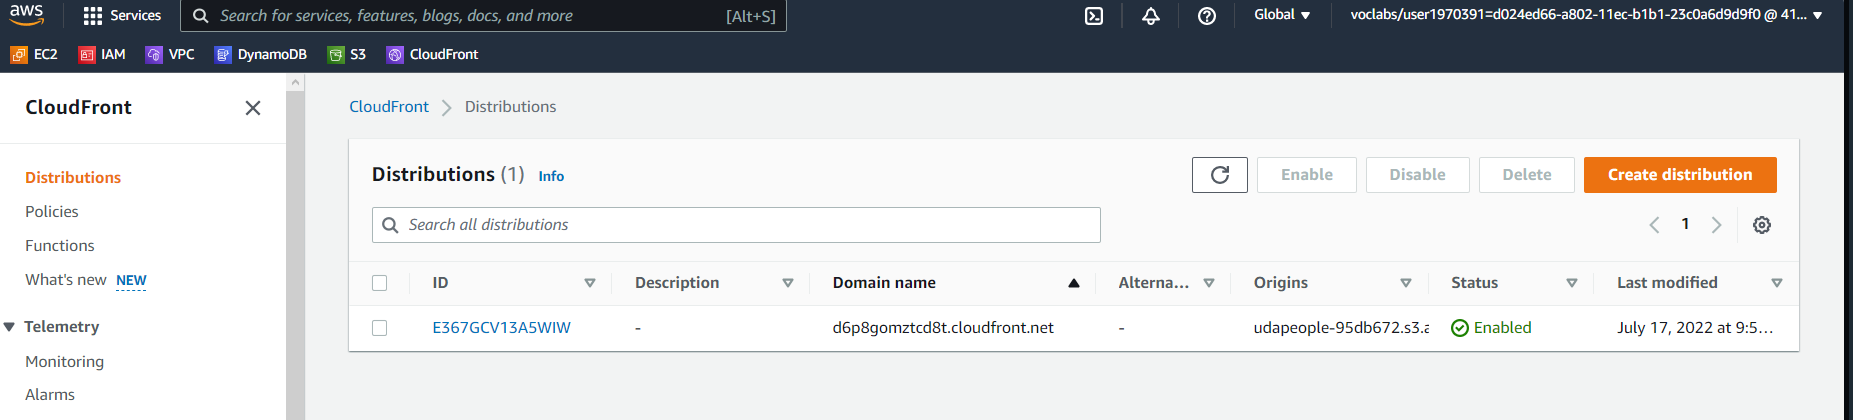 aws Services Search for services, features, blogs, docs, and more [Alt+S] Global voclabs/user1970391=d024ed66-a802-11ec-b1b1-23c0a6d9d9f0 @ 41...
EC2 IAM VPC DynamoDB S3 CloudFront
CloudFront
Distributions
Policies
Functions
What's new NEW
Telemetry
Monitoring
Alarms
CloudFront Distributions
Distributions (1) Info Enable Disable Delete Create distribution
Search all distributions 1
ID Description Domain name Alterna... Origins Status Last modified
E367GCV13A5WIW - d6p8gomztcd8t.cloudfront.net - udapeople-95db672.s3.a Enabled July 17, 2022 at 9:5...